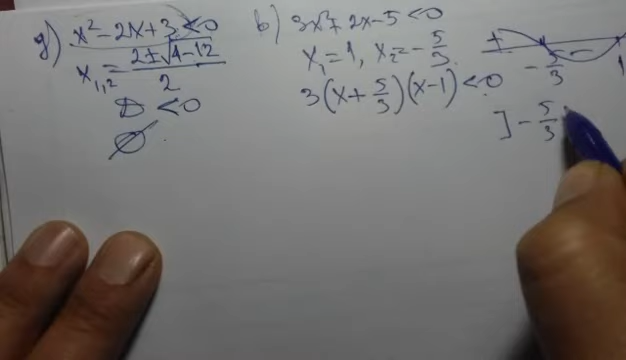 g) x² - 2x + 3 < 0
x₁,₂ = (2 ± √(4 - 12)) / 2
D < 0
∅
b) 3x² + 2x - 5 < 0
x₁ = 1, x₂ = - 5/3
3(x + 5/3)(x - 1) < 0
+ -
- 5/3 1
] - 5/3